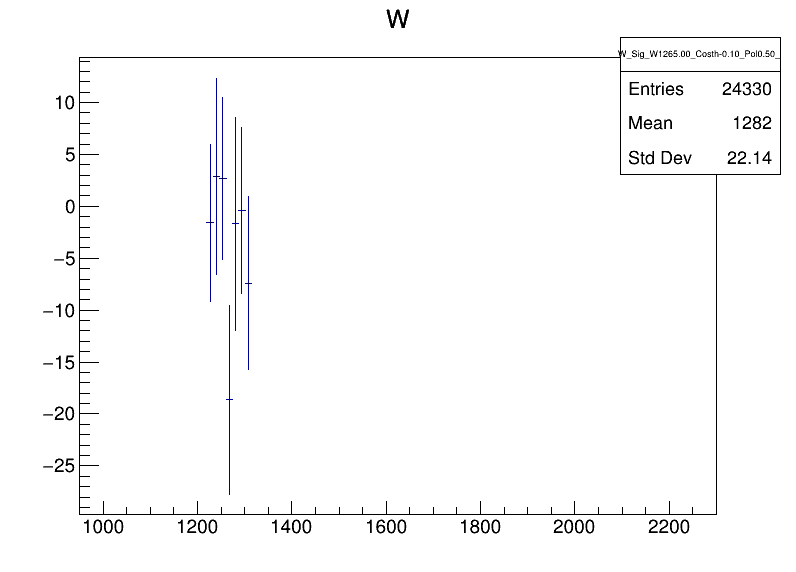 W
W_Sig_W1265.00_Costh-0.10_Pol0.50_
Entries 24330
Mean 1282
Std Dev 22.14
10
5
0
−5
−10
−15
−20
−25
1000 1200 1400 1600 1800 2000 2200